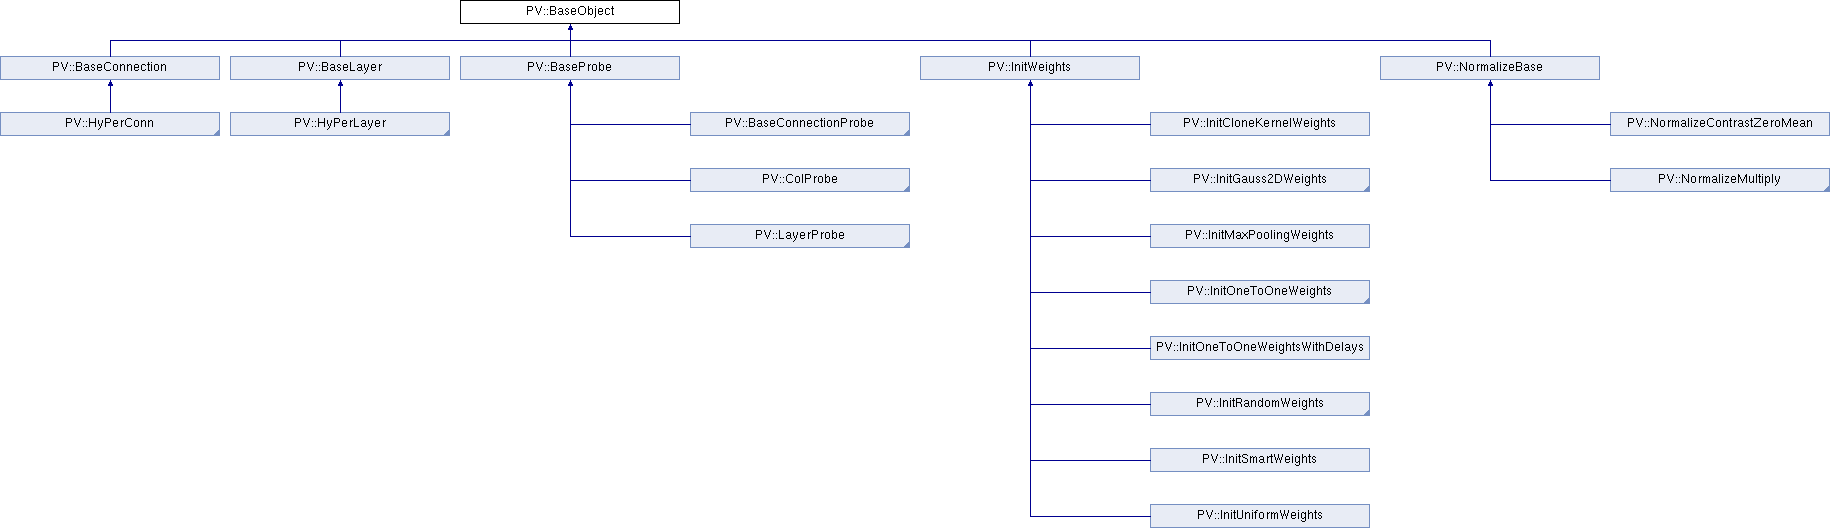 PV::BaseObject
PV::BaseConnection
PV::BaseLayer
PV::BaseProbe
PV::InitWeights
PV::NormalizeBase
PV::HyPerConn
PV::HyPerLayer
PV::BaseConnectionProbe
PV::InitCloneKernelWeights
PV::NormalizeContrastZeroMean
PV::ColProbe
PV::InitGauss2DWeights
PV::NormalizeMultiply
PV::LayerProbe
PV::InitMaxPoolingWeights
PV::InitOneToOneWeights
PV::InitOneToOneWeightsWithDelays
PV::InitRandomWeights
PV::InitSmartWeights
PV::InitUniformWeights